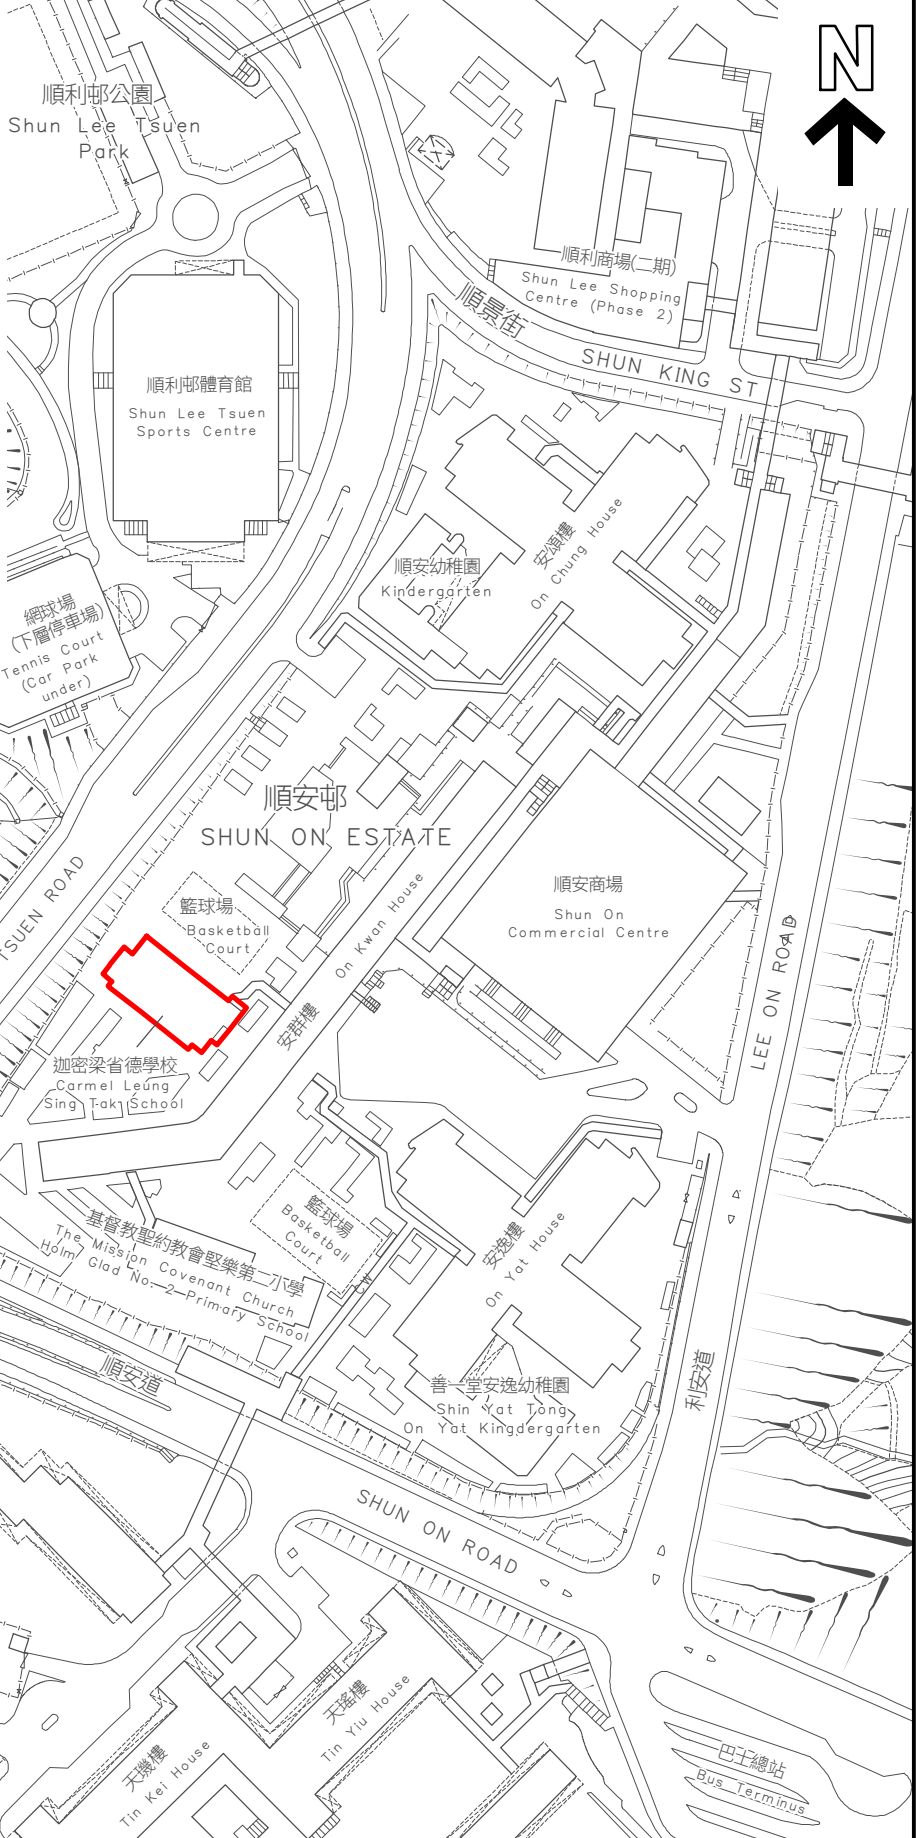 N
順利邨公園
Shun Lee Tsuen
Park
順利商場(二期)
Shun Lee Shopping
Centre (Phase 2)
順景街
SHUN KING ST
順利邨體育館
Shun Lee Tsuen
Sports Centre
安頌樓
On Chung House
順安幼稚園
Kindergarten
網球場
(下層停車場)
Tennis Court
(Car Park
under)
順安邨
SHUN ON ESTATE
TSUEN ROAD
籃球場
Basketball
Court
On Kwan House
安群樓
順安商場
Shun On
Commercial Centre
LEE ON ROAD
迦密梁省德學校
Carmel Leung
Sing Tak School
籃球場
Basketball
Court
基督教聖約教會堅樂第二小學
The Mission Covenant Church
Holm Glad No. 2 Primary School
CW
安逸樓
On Yat House
順安道
利安道
善一堂安逸幼稚園
Shin Yat Tong
On Yat Kingdergarten
SHUN ON ROAD
天瑤樓
Tin Yiu House
天璣樓
Tin Kei House
巴士總站
Bus Terminus